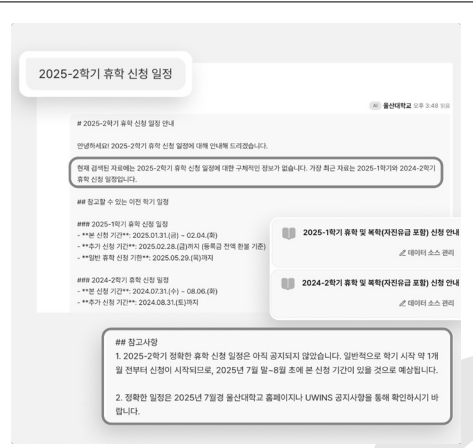 2025-2학기 휴학 신청 일정
AI 울산대학교 오후 3:48 읽음
# 2025-2학기 휴학 신청 일정 안내
안녕하세요! 2025-2학기 휴학 신청 일정에 대해 안내해 드리겠습니다.
현재 검색된 자료에는 2025-2학기 휴학 신청 일정에 대한 구체적인 정보가 없습니다. 가장 최근 자료는 2025-1학기와 2024-2학기
휴학 신청 일정입니다.
## 참고할 수 있는 이전 학기 일정
### 2025-1학기 휴학 신청 일정
- **본 신청 기간**: 2025.01.31.(금) ~ 02.04.(화)
- **추가 신청 기간**: 2025.02.28.(금)까지 (등록금 전액 환불 기준)
- **일반 휴학 신청 기한**: 2025.05.29.(목)까지
### 2024-2학기 휴학 신청 일정
- **본 신청 기간**: 2024.07.31.(수) ~ 08.06.(화)
- **추가 신청 기간**: 2024.08.31.(토)까지
2025-1학기 휴학 및 복학(자진유급 포함) 신청 안내
데이터 소스 관리
2024-2학기 휴학 및 복학(자진유급 포함) 신청 안내
데이터 소스 관리
## 참고사항
1. 2025-2학기 정확한 휴학 신청 일정은 아직 공지되지 않았습니다. 일반적으로 학기 시작 약 1개
월 전부터 신청이 시작되므로, 2025년 7월 말~8월 초에 본 신청 기간이 있을 것으로 예상됩니다.
2. 정확한 일정은 2025년 7월경 울산대학교 홈페이지나 UWINS 공지사항을 통해 확인하시기 바
랍니다.